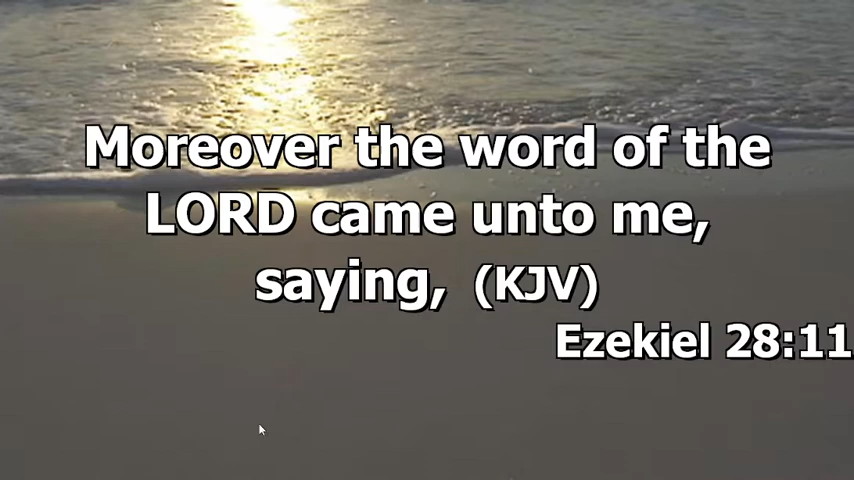 Moreover the word of the
LORD came unto me,
saying, (KJV)
Ezekiel 28:11